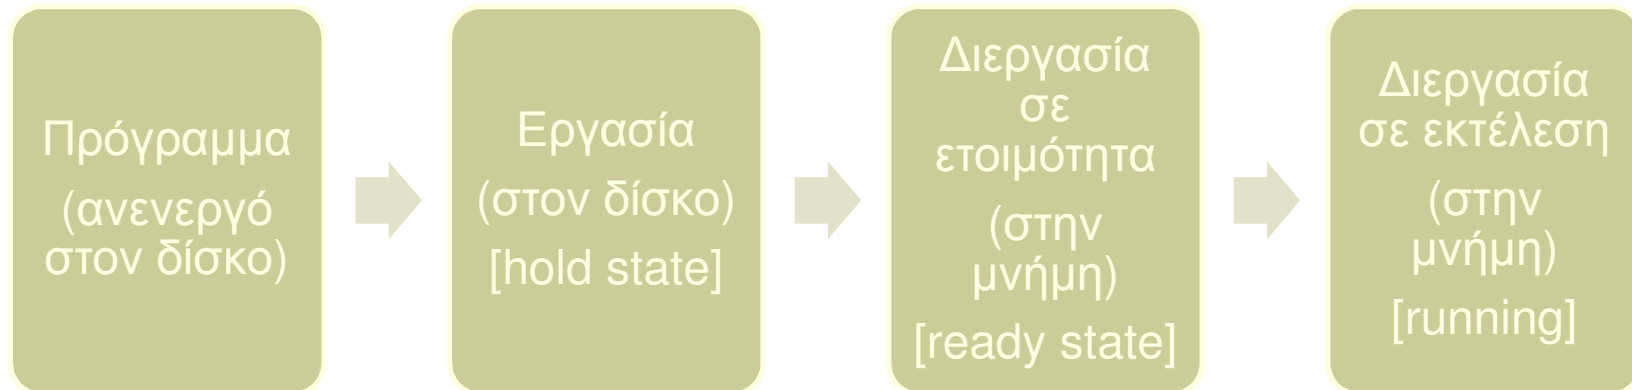 Πρόγραμμα
(ανενεργό
στον δίσκο)
Εργασία
(στον δίσκο)
[hold state]
Διεργασία
σε
ετοιμότητα
(στην
μνήμη)
[ready state]
Διεργασία
σε εκτέλεση
(στην
μνήμη)
[running]